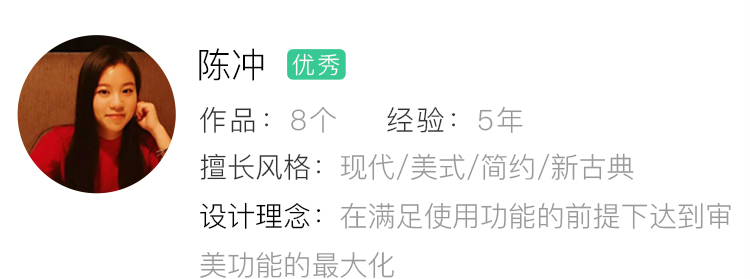 陈冲 优秀
作品：8个 经验：5年
擅长风格：现代/美式/简约/新古典
设计理念：在满足使用功能的前提下达到审
美功能的最大化